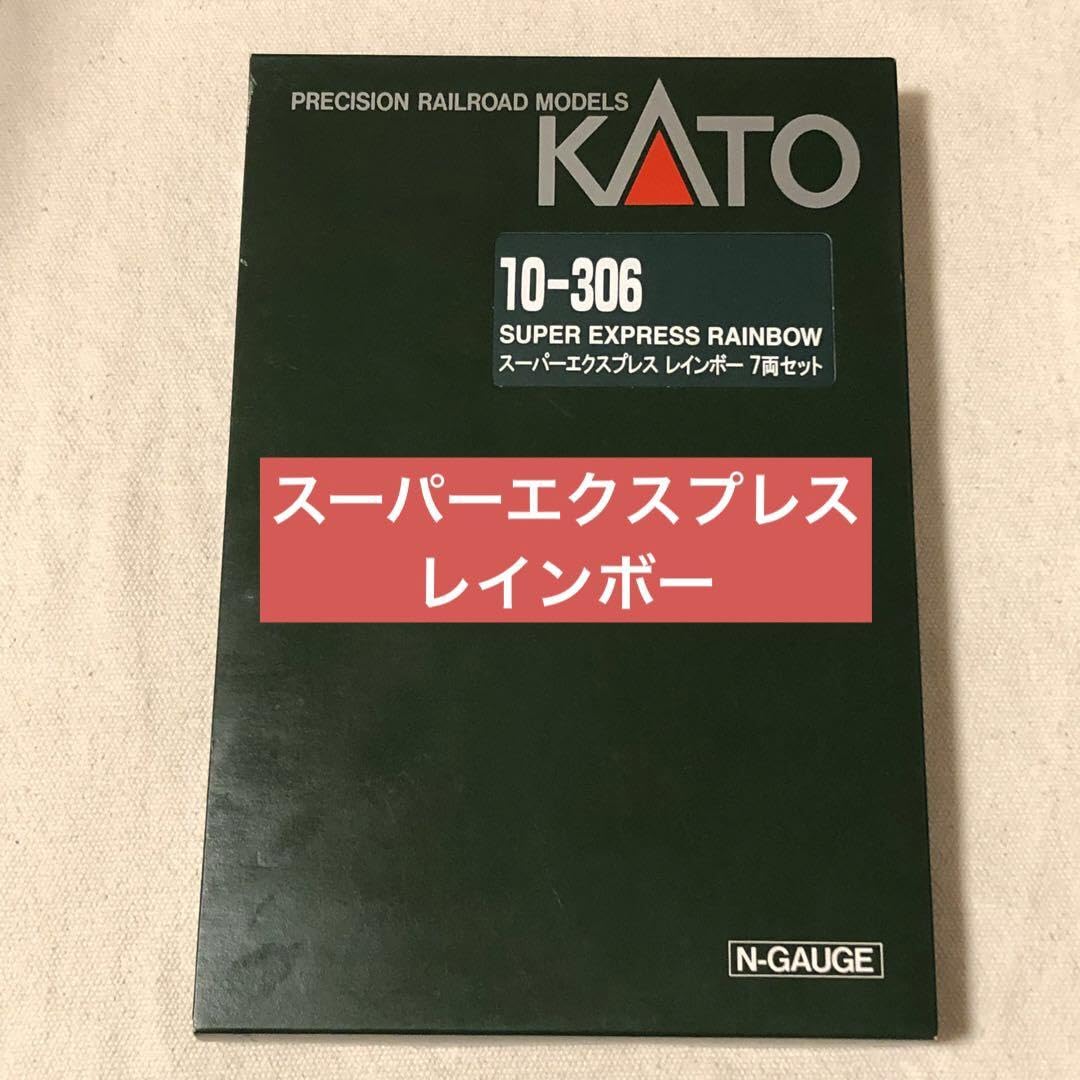 PRECISION RAILROAD MODELS
KATO
10-306
SUPER EXPRESS RAINBOW
スーパーエクスプレス レインボー 7両セット
スーパーエクスプレス
レインボー
N-GAUGE